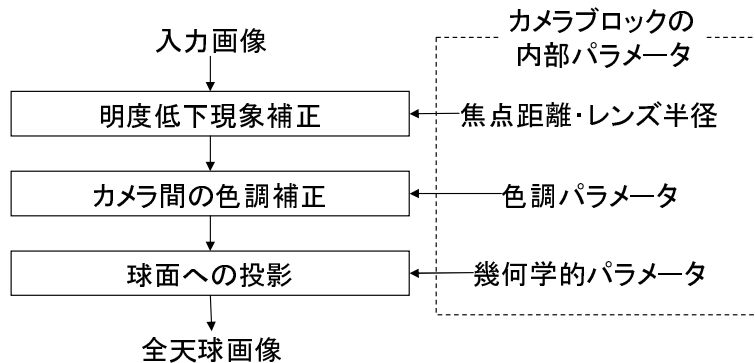 入力画像
カメラブロックの
内部パラメータ
明度低下現象補正
焦点距離・レンズ半径
カメラ間の色調補正
色調パラメータ
球面への投影
幾何学的パラメータ
全天球画像